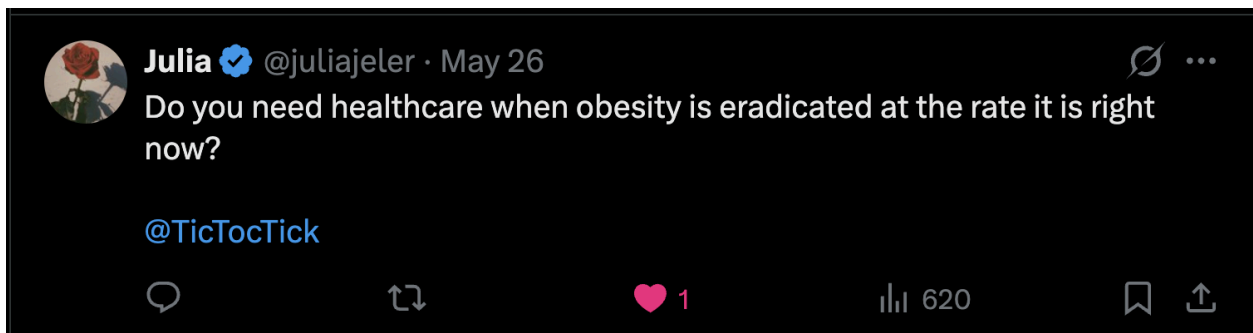 Julia @juliajeler · May 26
Do you need healthcare when obesity is eradicated at the rate it is right
now?
@TicTocTick
1 620